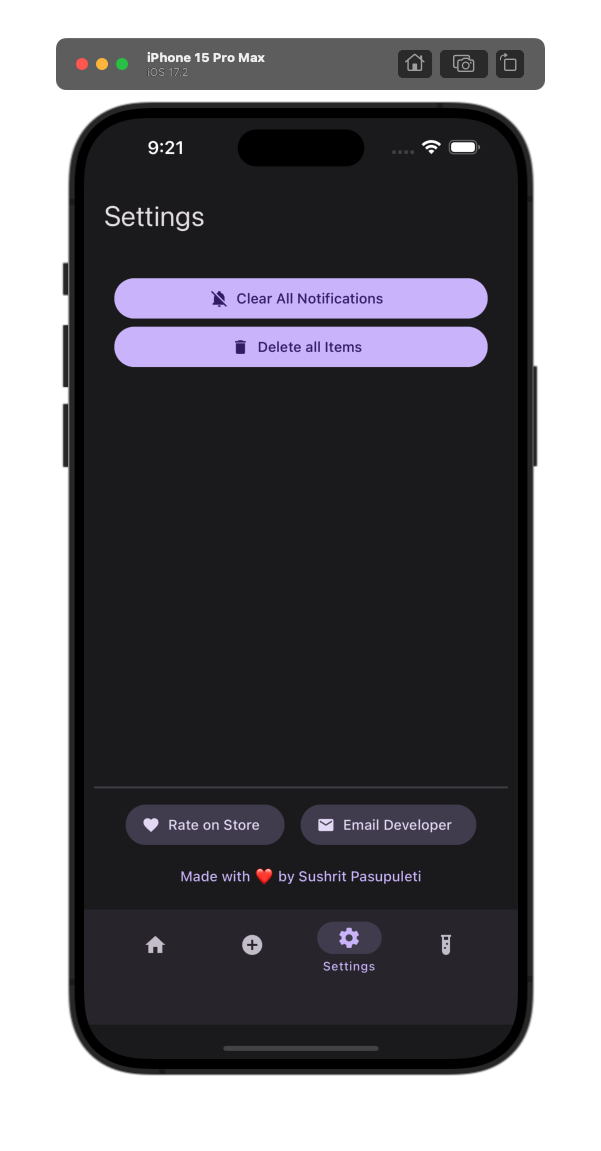 iPhone 15 Pro Max
iOS 17.2
9:21
Settings
Clear All Notifications
Delete all Items
Rate on Store
Email Developer
Made with ❤️ by Sushrit Pasupuleti
Settings